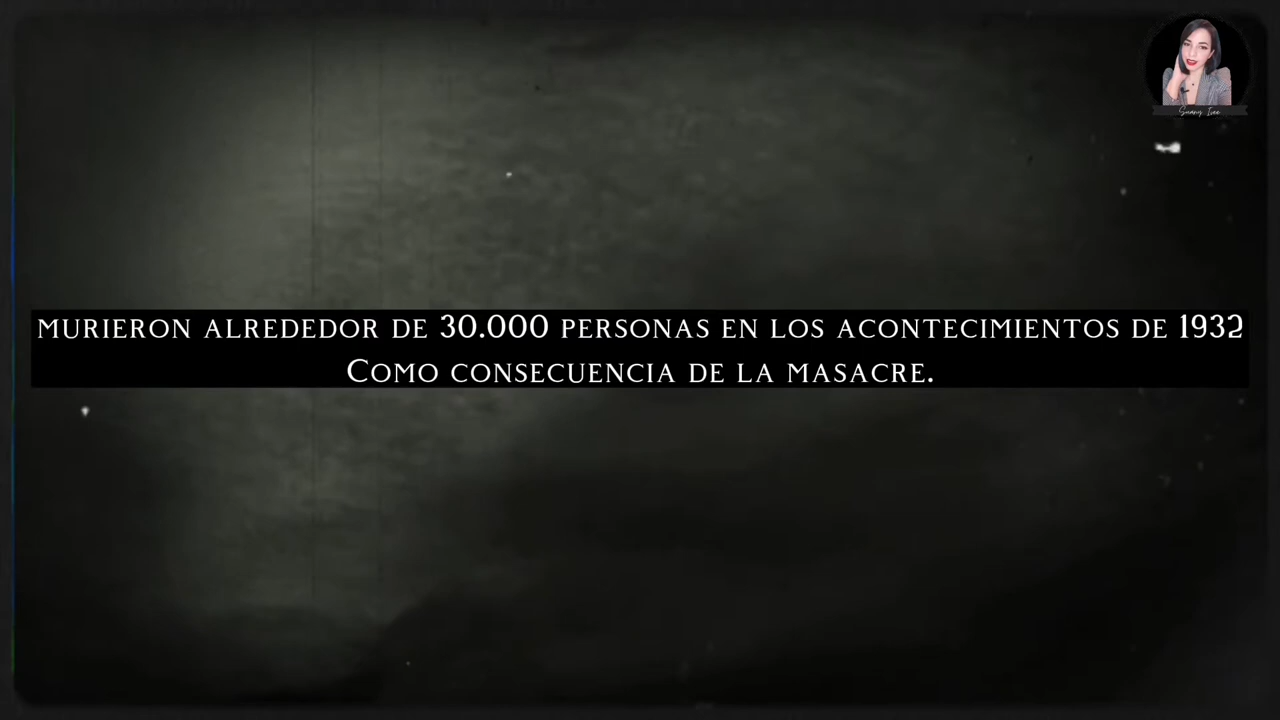 MURIERON ALREDEDOR DE 30.000 PERSONAS EN LOS ACONTECIMIENTOS DE 1932
COMO CONSECUENCIA DE LA MASACRE.